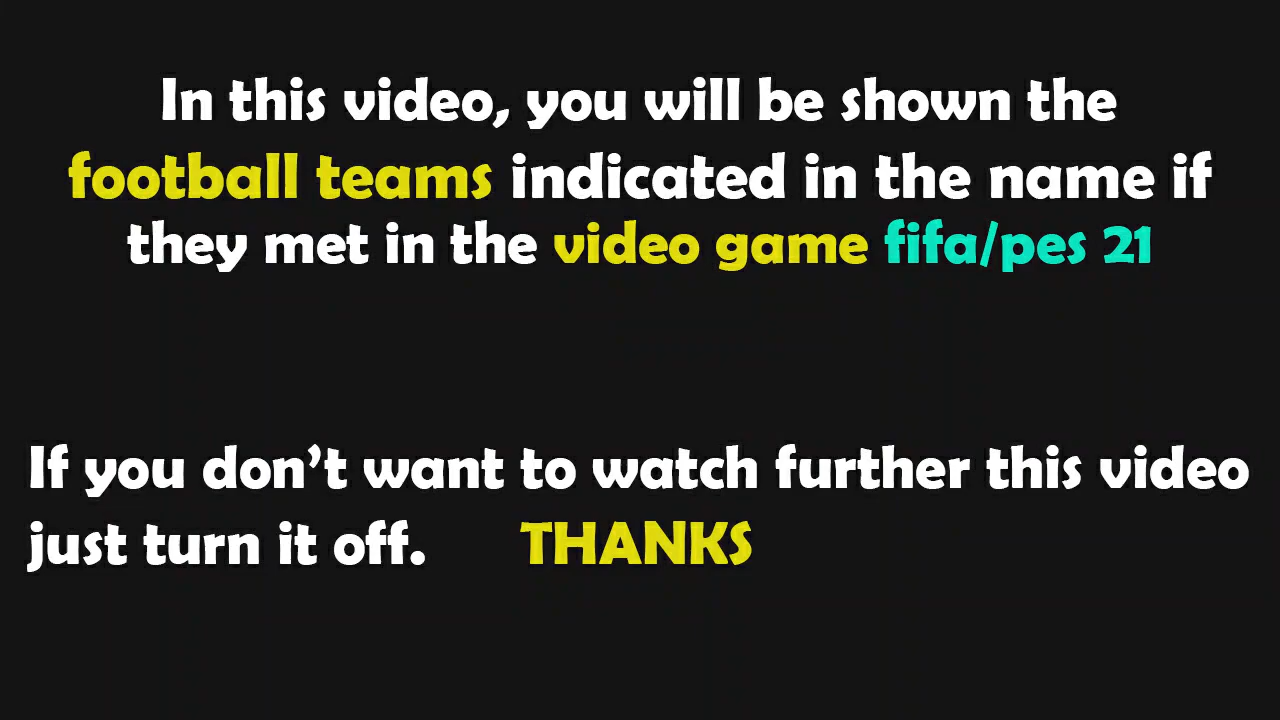 In this video, you will be shown the
football teams indicated in the name if
they met in the video game fifa/pes 21
If you don’t want to watch further this video
just turn it off. THANKS